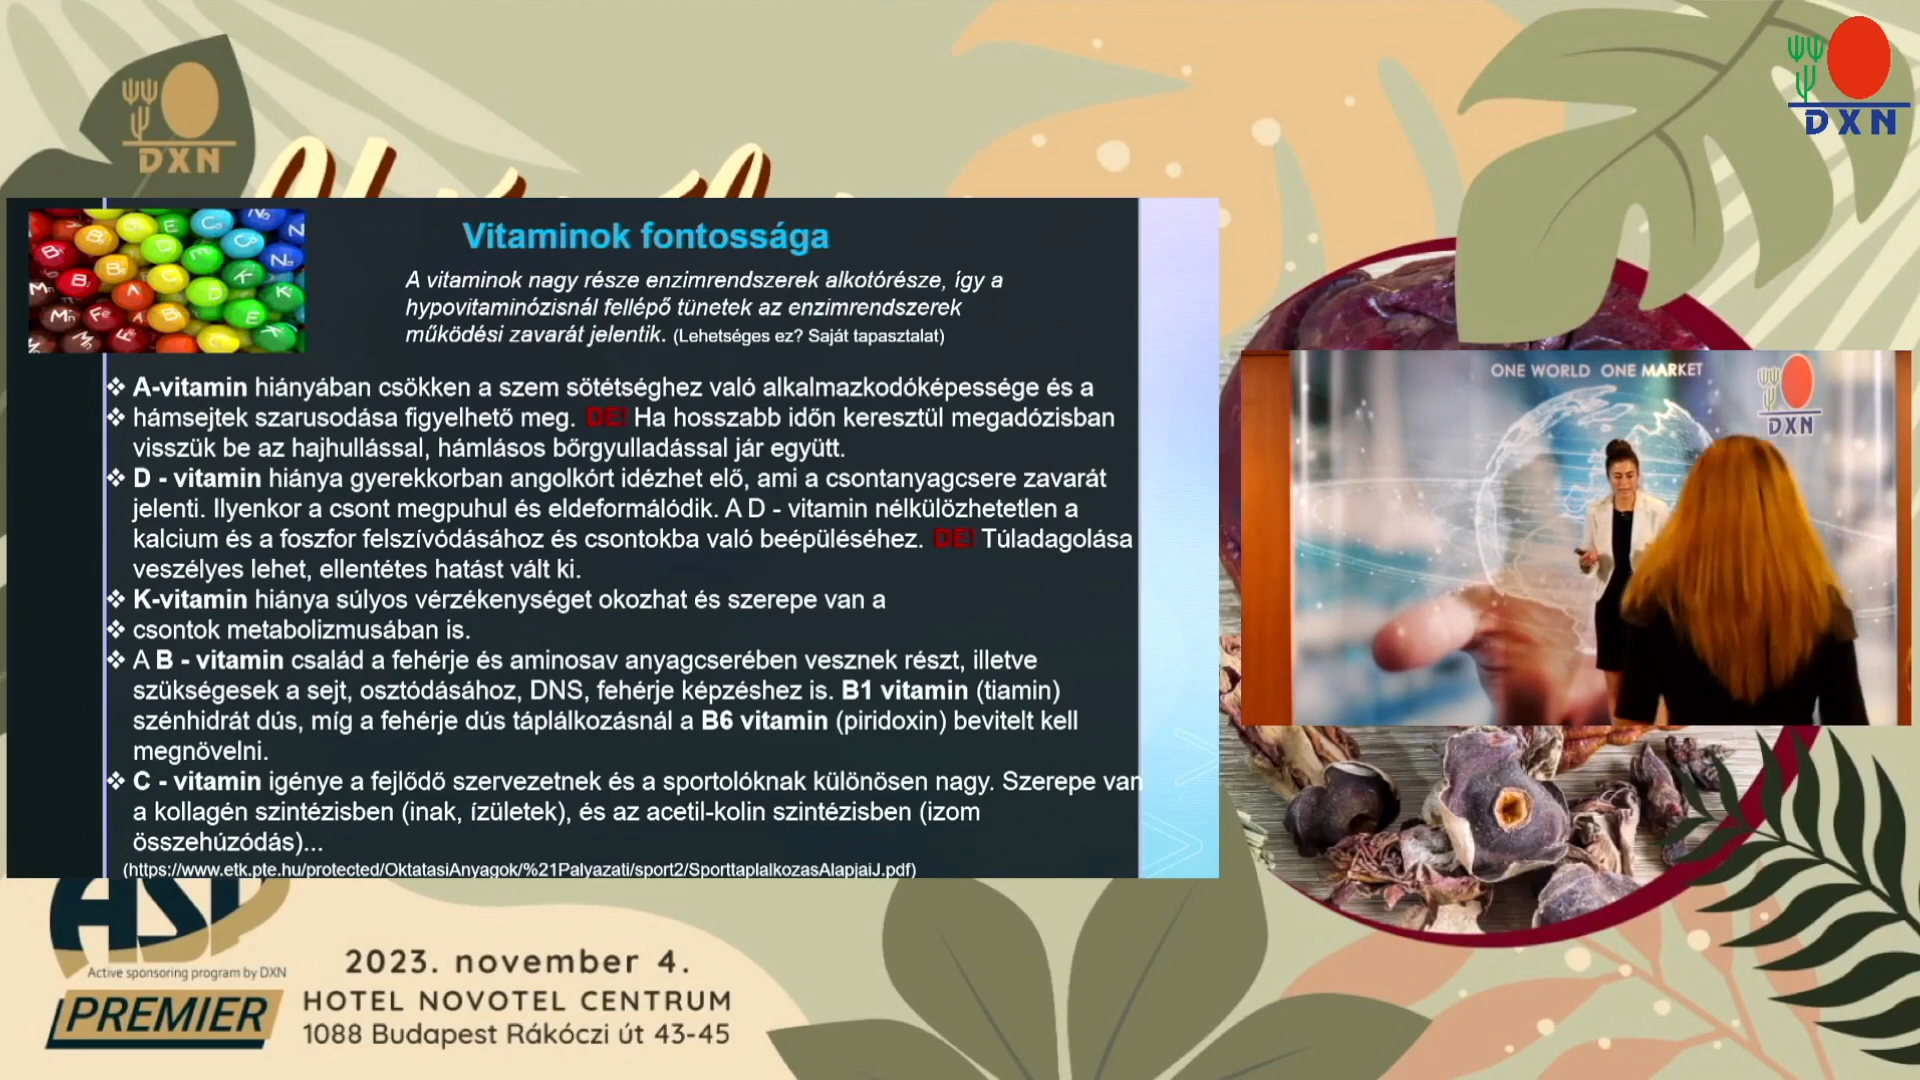 DXN
DXN
Vitaminok fontossága
A vitaminok nagy része enzimrendszerek alkotórésze, így a
hypovitaminózisnál fellépő tünetek az enzimrendszerek
működési zavarát jelentik. (Lehetséges ez? Saját tapasztalat)
❖ A-vitamin hiányában csökken a szem sötétséghez való alkalmazkodóképessége és a
❖ hámsejtek szarusodása figyelhető meg. DE! Ha hosszabb időn keresztül megadózisban
visszük be az hajhullással, hámlásos bőrgyulladással jár együtt.
❖ D - vitamin hiánya gyerekkorban angolkórt idézhet elő, ami a csontanyagcsere zavarát
jelenti. Ilyenkor a csont megpuhul és eldeformálódik. A D - vitamin nélkülözhetetlen a
kalcium és a foszfor felszívódásához és csontokba való beépüléséhez. DE! Túladagolása
veszélyes lehet, ellentétes hatást vált ki.
❖ K-vitamin hiánya súlyos vérzékenységet okozhat és szerepe van a
❖ csontok metabolizmusában is.
❖ A B - vitamin család a fehérje és aminosav anyagcserében vesznek részt, illetve
szükségesek a sejt, osztódásához, DNS, fehérje képzéshez is. B1 vitamin (tiamin)
szénhidrát dús, míg a fehérje dús táplálkozásnál a B6 vitamin (piridoxin) bevitelt kell
megnövelni.
❖ C - vitamin igénye a fejlődő szervezetnek és a sportolóknak különösen nagy. Szerepe van
a kollagén szintézisben (inak, ízületek), és az acetil-kolin szintézisben (izom
összehúzódás)...
(https://www.etk.pte.hu/protected/OktatasiAnyagok/%21Palyazati/sport2/SporttaplalkozasAlapjaiJ.pdf)
ONE WORLD ONE MARKET
DXN
ASP
Active sponsoring program by DXN
PREMIER
2023. november 4.
HOTEL NOVOTEL CENTRUM
1088 Budapest Rákóczi út 43-45